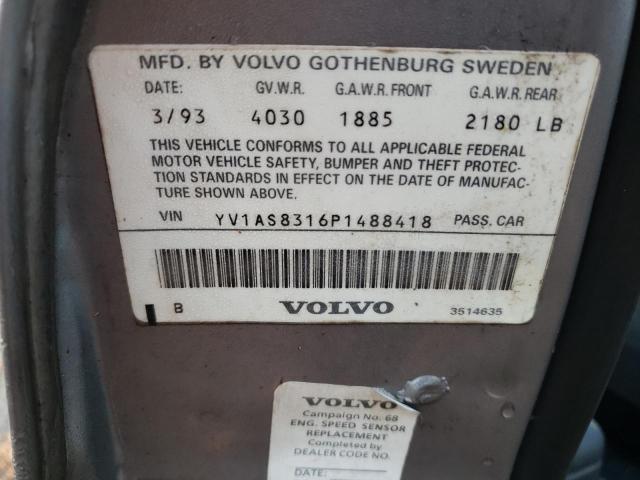 MFD. BY VOLVO GOTHENBURG SWEDEN
DATE: GV.W.R. G.A.W.R. FRONT G.A.W.R. REAR
3/93 4030 1885 2180 LB
THIS VEHICLE CONFORMS TO ALL APPLICABLE FEDERAL
MOTOR VEHICLE SAFETY, BUMPER AND THEFT PROTEC-
TION STANDARDS IN EFFECT ON THE DATE OF MANUFAC-
TURE SHOWN ABOVE.
VIN YV1AS8316P1488418 PASS. CAR
B VOLVO 3514635
VOLVO
Campaign No. 68
ENG. SPEED SENSOR
REPLACEMENT
Completed by
DEALER CODE NO.
DATE: